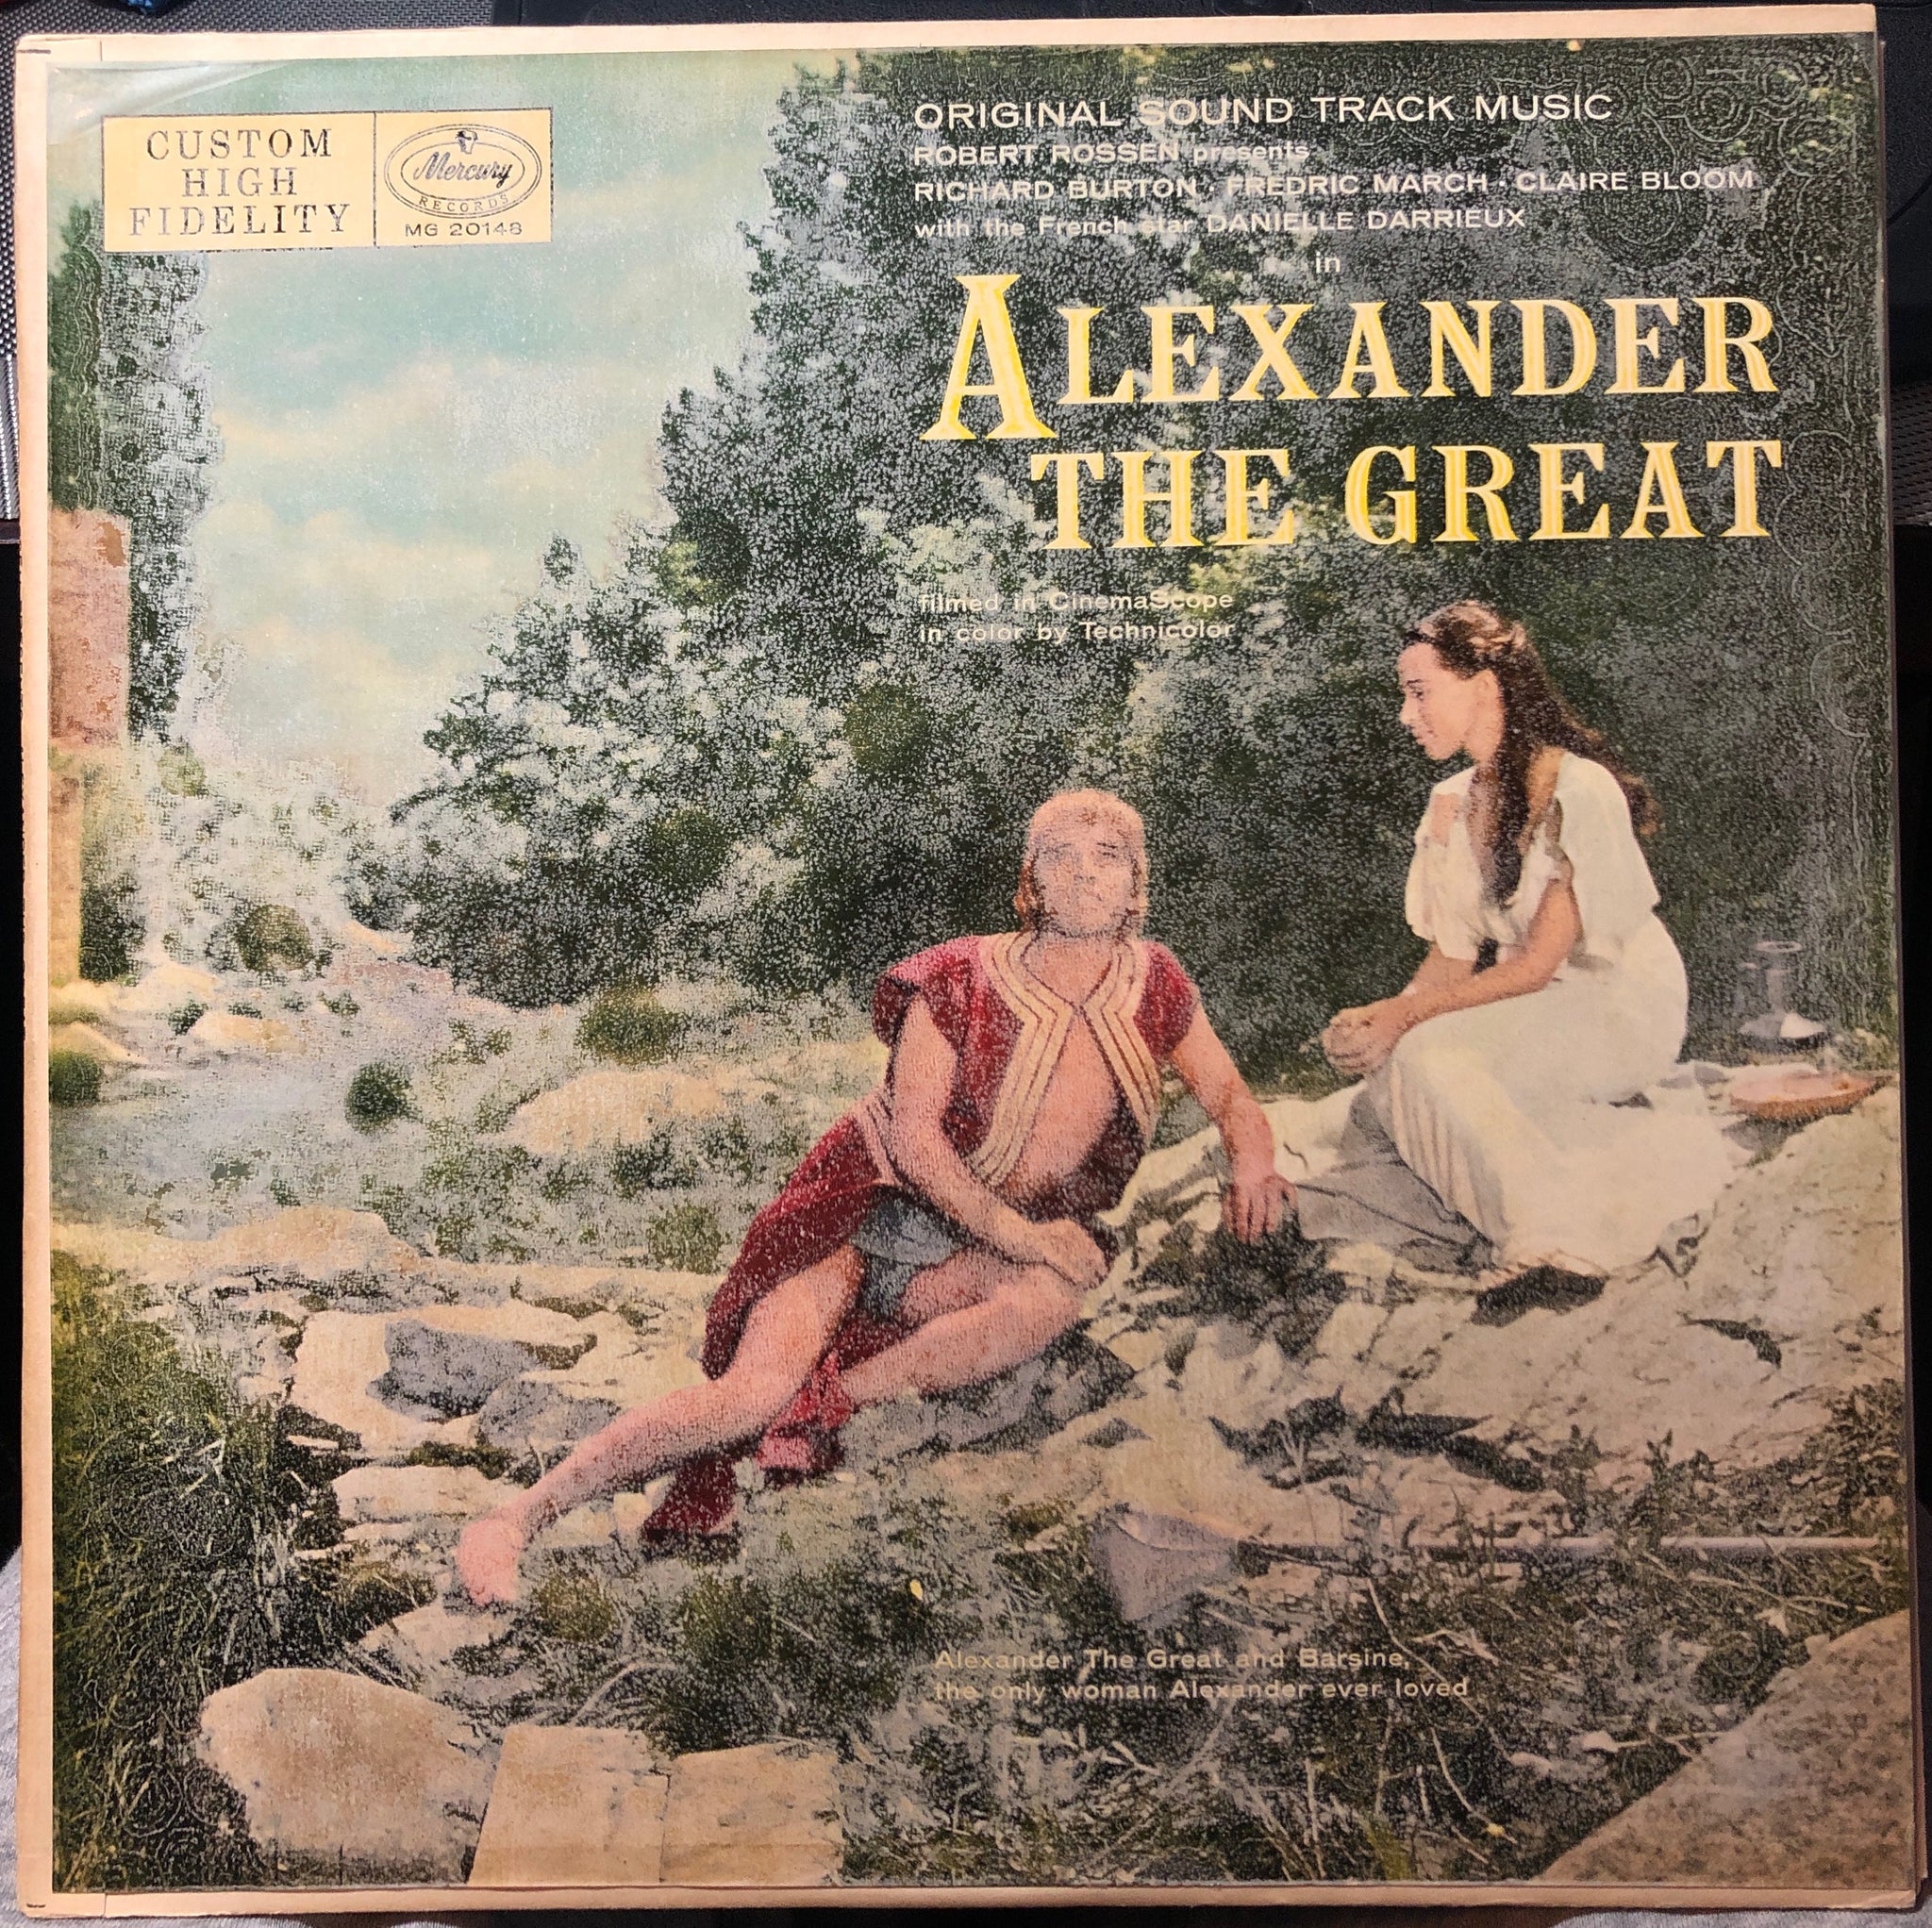 CUSTOM
HIGH
FIDELITY
Mercury
RECORDS
MG 20148
ORIGINAL SOUND TRACK MUSIC
ROBERT ROSSEN presents
RICHARD BURTON · FREDRIC MARCH · CLAIRE BLOOM
with the French star DANIELLE DARRIEUX
in
ALEXANDER
THE GREAT
filmed in CinemaScope
in color by Technicolor
Alexander The Great and Barsine,
the only woman Alexander ever loved